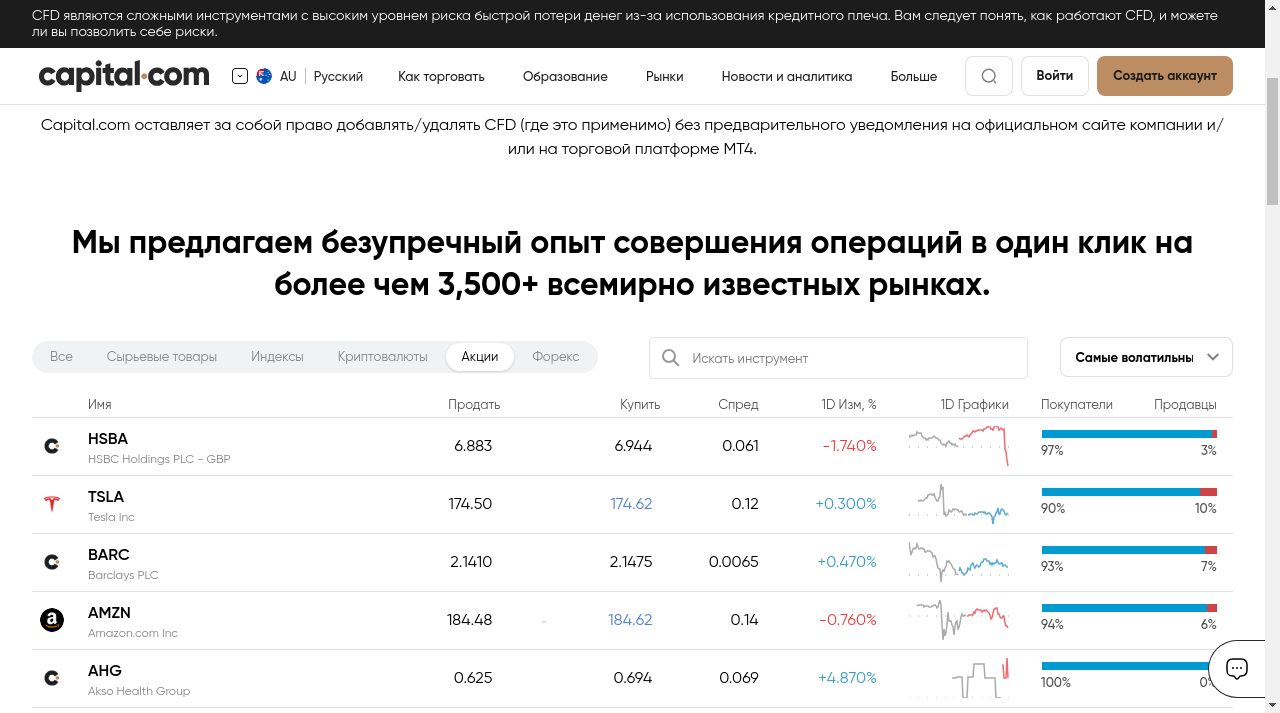 CFD являются сложными инструментами с высоким уровнем риска быстрой потери денег из-за использования кредитного плеча. Вам следует понять, как работают CFD, и можете
ли вы позволить себе риски.
capital.com AU Русский Как торговать Образование Рынки Новости и аналитика Больше Войти Создать аккаунт
Capital.com оставляет за собой право добавлять/удалять CFD (где это применимо) без предварительного уведомления на официальном сайте компании и/
или на торговой платформе MT4.
Мы предлагаем безупречный опыт совершения операций в один клик на
более чем 3,500+ всемирно известных рынках.
Все Сырьевые товары Индексы Криптовалюты Акции Форекс Искать инструмент Самые волатильны
Имя Продать Купить Спред 1D Изм, % 1D Графики Покупатели Продавцы
HSBA 6.883 6.944 0.061 -1.740%
HSBC Holdings PLC - GBP 97% 3%
TSLA 174.50 174.62 0.12 +0.300%
Tesla Inc 90% 10%
BARC 2.1410 2.1475 0.0065 +0.470%
Barclays PLC 93% 7%
AMZN 184.48 184.62 0.14 -0.760%
Amazon.com Inc 94% 6%
AHG 0.625 0.694 0.069 +4.870%
Akso Health Group 100% 0%